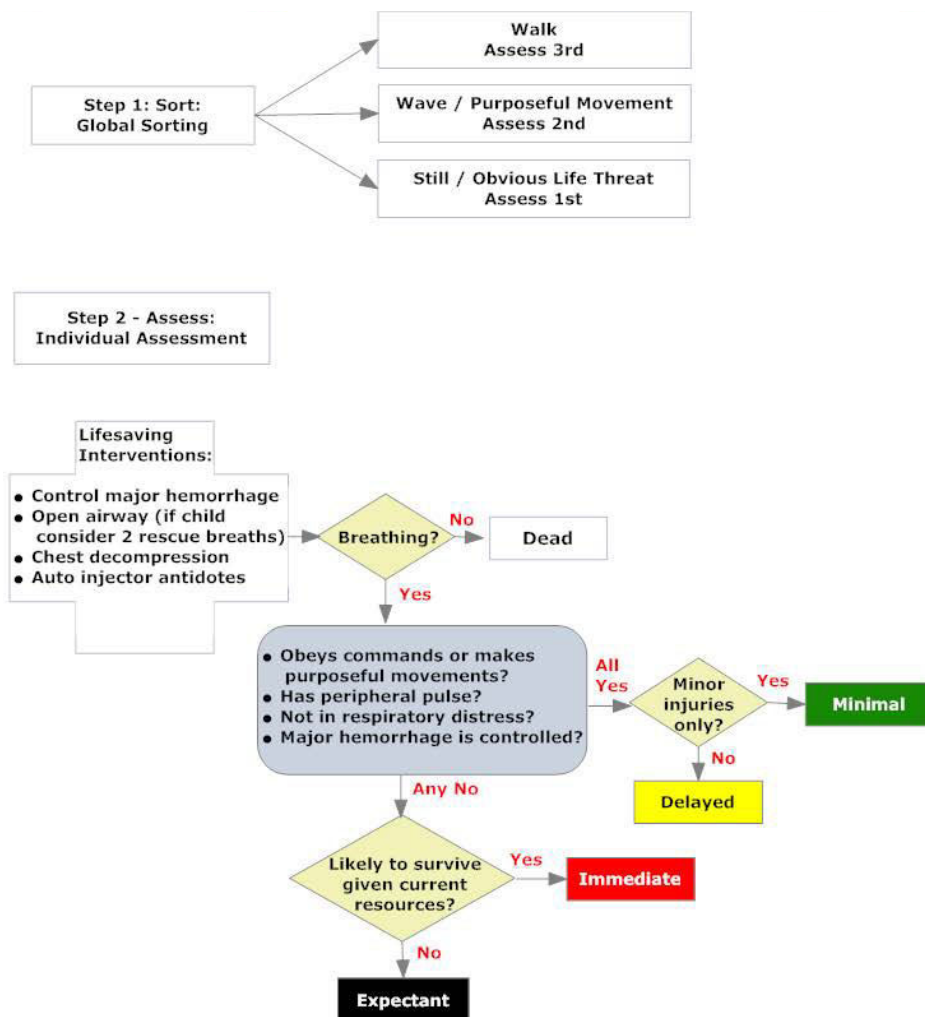 Walk
Assess 3rd
Step 1: Sort:
Global Sorting
Wave / Purposeful Movement
Assess 2nd
Still / Obvious Life Threat
Assess 1st
Step 2 - Assess:
Individual Assessment
Lifesaving
Interventions:
● Control major hemorrhage
● Open airway (if child
consider 2 rescue breaths)
● Chest decompression
● Auto injector antidotes
Breathing?
No
Dead
Yes
● Obeys commands or makes
purposeful movements?
● Has peripheral pulse?
● Not in respiratory distress?
● Major hemorrhage is controlled?
All
Yes
Minor
injuries
only?
Yes
Minimal
No
Delayed
Any No
Likely to survive
given current
resources?
Yes
Immediate
No
Expectant